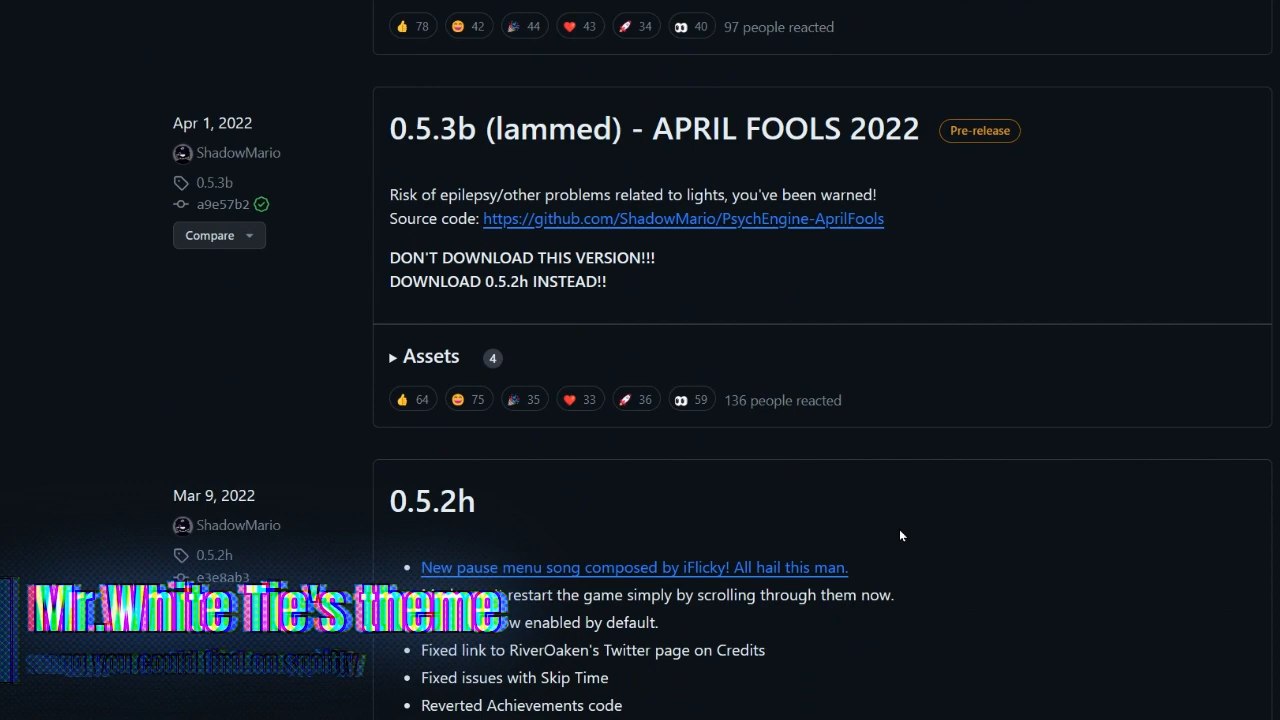 78 42 44 43 34 40 97 people reacted
Apr 1, 2022
ShadowMario
0.5.3b
a9e57b2
Compare
0.5.3b (lammed) - APRIL FOOLS 2022 Pre-release
Risk of epilepsy/other problems related to lights, you've been warned!
Source code: https://github.com/ShadowMario/PsychEngine-AprilFools
DON'T DOWNLOAD THIS VERSION!!!
DOWNLOAD 0.5.2h INSTEAD!!
Assets 4
64 75 35 33 36 59 136 people reacted
Mar 9, 2022
ShadowMario
0.5.2h
e3e8ab3
0.5.2h
New pause menu song composed by iFlicky! All hail this man.
restart the game simply by scrolling through them now.
enabled by default.
Fixed link to RiverOaken's Twitter page on Credits
Fixed issues with Skip Time
Reverted Achievements code
Mr.White Tie's theme
you could find on spotify